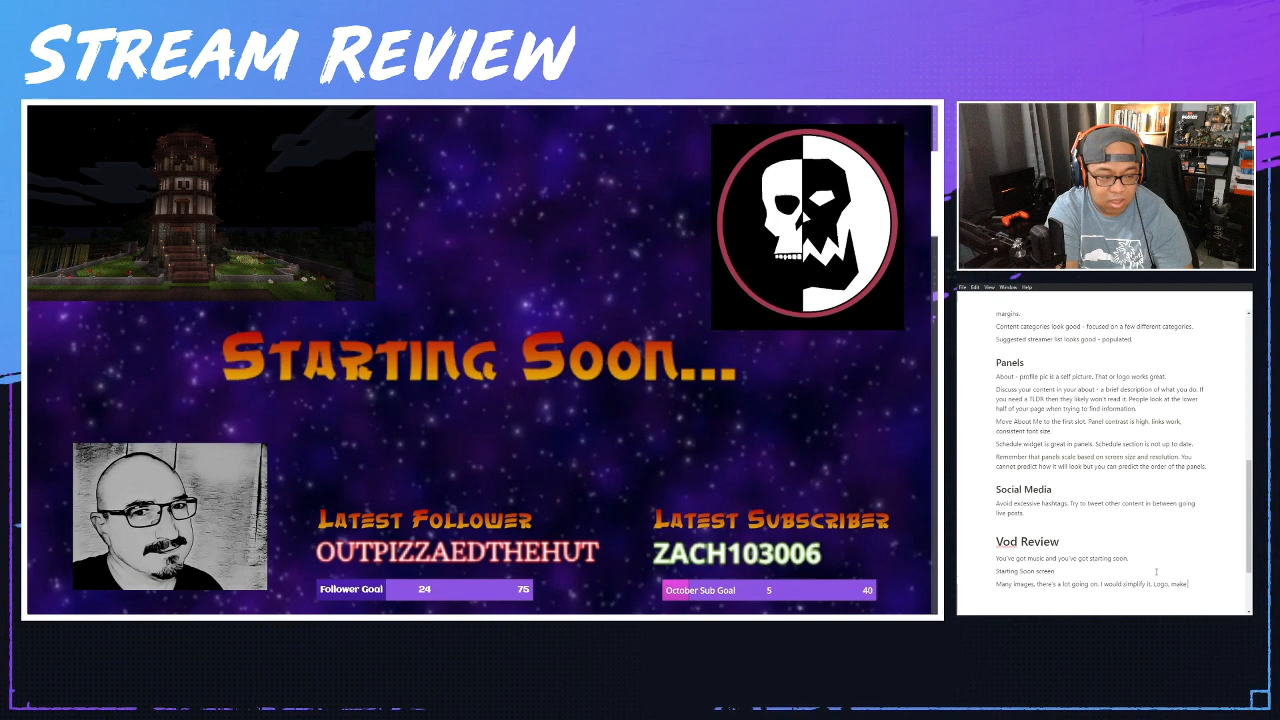 STREAM REVIEW
STARTING SOON...
LATEST FOLLOWER
OUTPIZZAEDTHEHUT
Follower Goal 24 75
LATEST SUBSCRIBER
ZACH103006
October Sub Goal 5 40
File Edit View Window Help
margins.
Content categories look good - focused on a few different categories.
Suggested streamer list looks good - populated.
Panels
About - profile pic is a self picture. That or logo works great.
Discuss your content in your about - a brief description of what you do. If
you need a TLDR then they likely won't read it. People look at the lower
half of your page when trying to find information.
Move About Me to the first slot. Panel contrast is high, links work,
consistent font size.
Schedule widget is great in panels. Schedule section is not up to date.
Remember that panels scale based on screen size and resolution. You
cannot predict how it will look but you can predict the order of the panels.
Social Media
Avoid excessive hashtags. Try to tweet other content in between going
live posts.
Vod Review
You've got music and you've got starting soon.
Starting Soon screen
Many images, there's a lot going on. I would simplify it. Logo, make